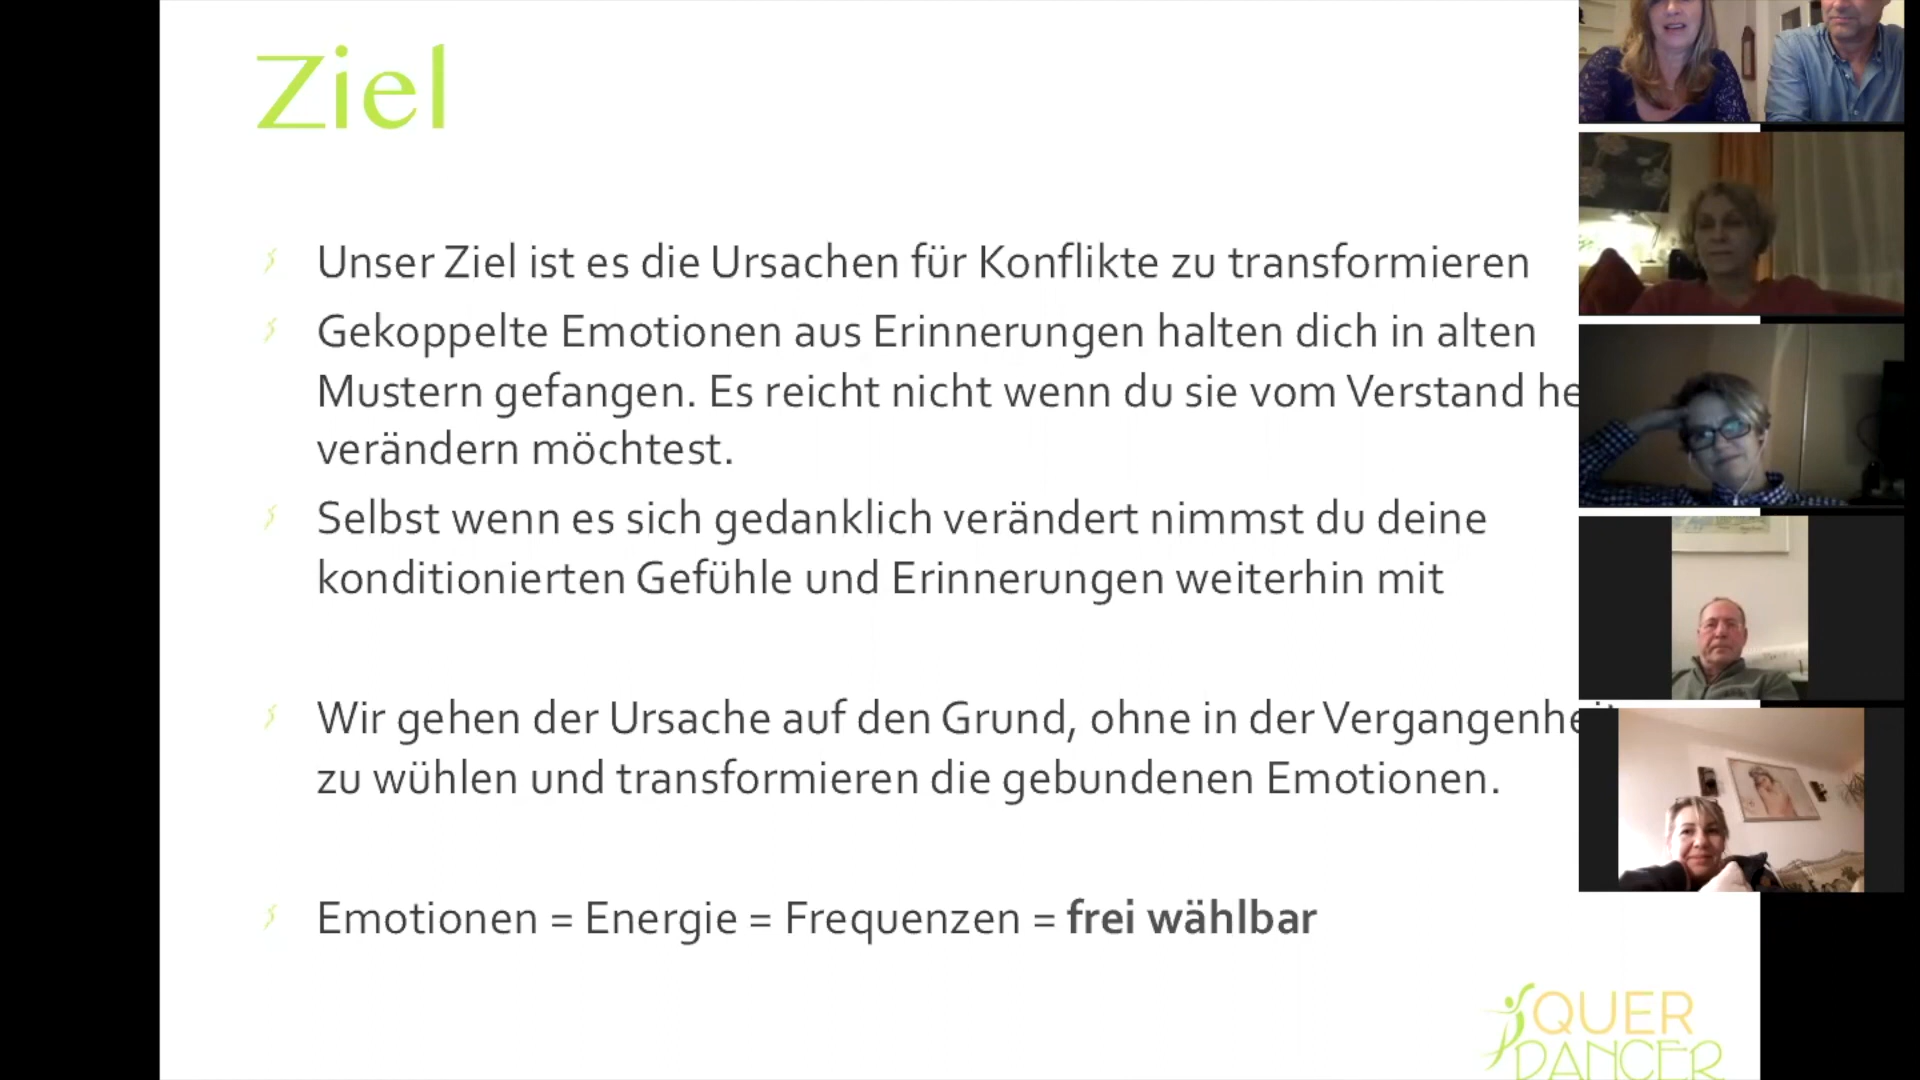 Ziel
Unser Ziel ist es die Ursachen für Konflikte zu transformieren
Gekoppelte Emotionen aus Erinnerungen halten dich in alten
Mustern gefangen. Es reicht nicht wenn du sie vom Verstand he
verändern möchtest.
Selbst wenn es sich gedanklich verändert nimmst du deine
konditionierten Gefühle und Erinnerungen weiterhin mit
Wir gehen der Ursache auf den Grund, ohne in der Vergangenheit
zu wühlen und transformieren die gebundenen Emotionen.
Emotionen = Energie = Frequenzen = frei wählbar
QUER
DANCER